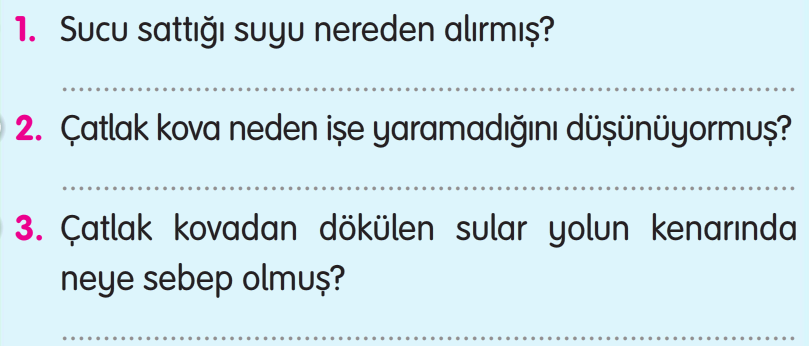 1. Sucu sattığı suyu nereden alırmış?
2. Çatlak kova neden işe yaramadığını düşünüyormuş?
3. Çatlak kovadan dökülen sular yolun kenarında
neye sebep olmuş?